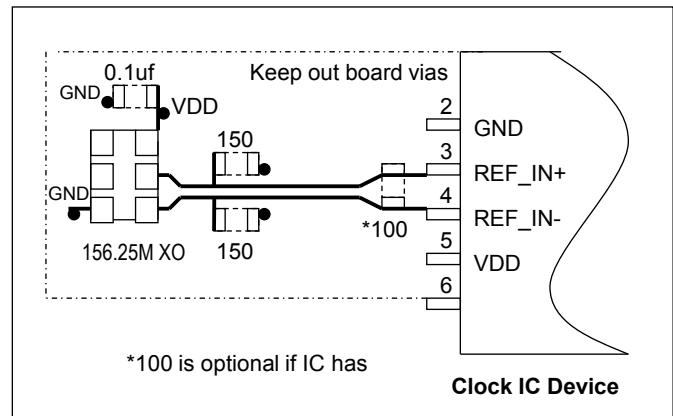 0.1uf
Keep out board vias
GND
VDD
2
GND
150
3
REF_IN+
GND
4
REF_IN-
*100
156.25M XO
150
5
VDD
6
*100 is optional if IC has
Clock IC Device